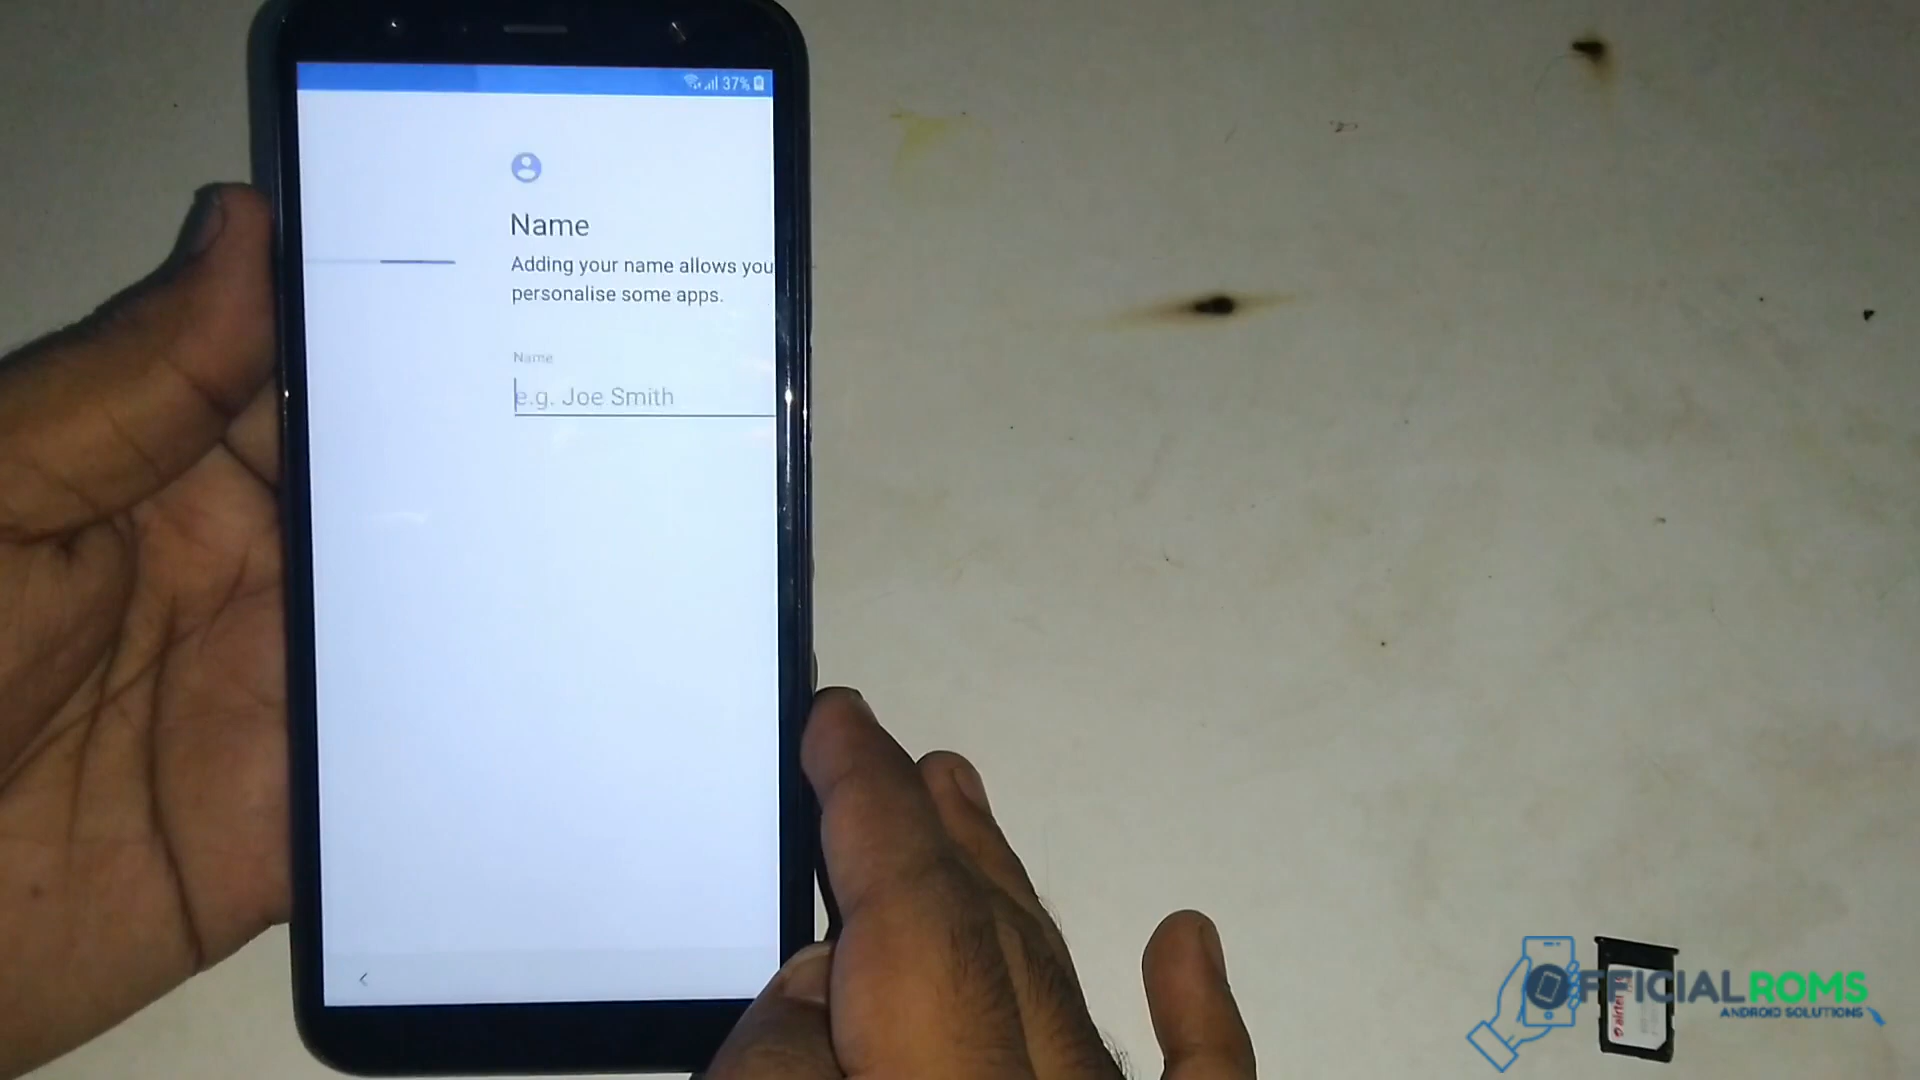 37%
Name
Adding your name allows you
personalise some apps.
Name
e.g. Joe Smith
airtel
OFFICIALROMS
ANDROID SOLUTIONS